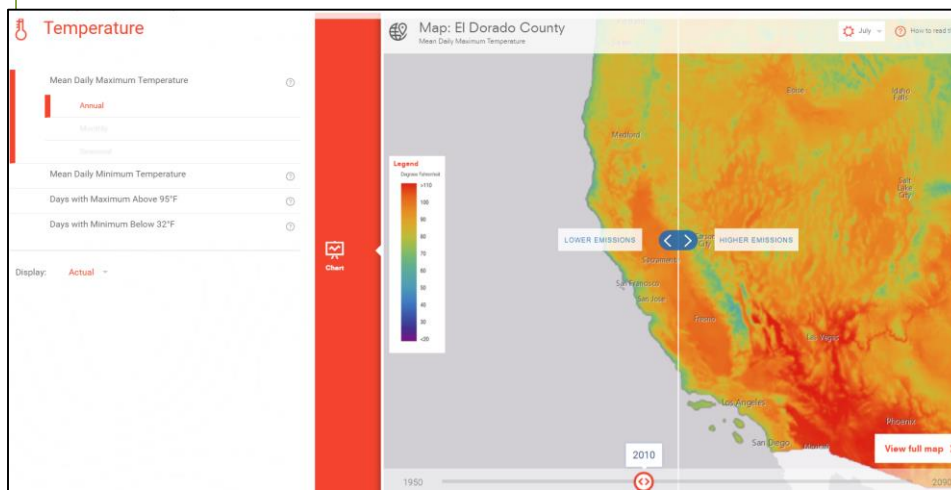 Temperature
Mean Daily Maximum Temperature
Annual
Monthly
Seasonal
Mean Daily Minimum Temperature
Days with Maximum Above 95°F
Days with Minimum Below 32°F
Display: Actual
Chart
Map: El Dorado County
Mean Daily Maximum Temperature
July
How to read
Legend
Degrees Fahrenheit
>110
100
90
80
70
60
50
40
30
<20
LOWER EMISSIONS
HIGHER EMISSIONS
Boise
Idaho
Falls
Medford
Salt
Lake
City
Carson
City
Sacramento
San Francisco
San Jose
Fresno
Las Vegas
Los Angeles
Phoenix
San Diego
Mexicali
View full map
2010
1950
209